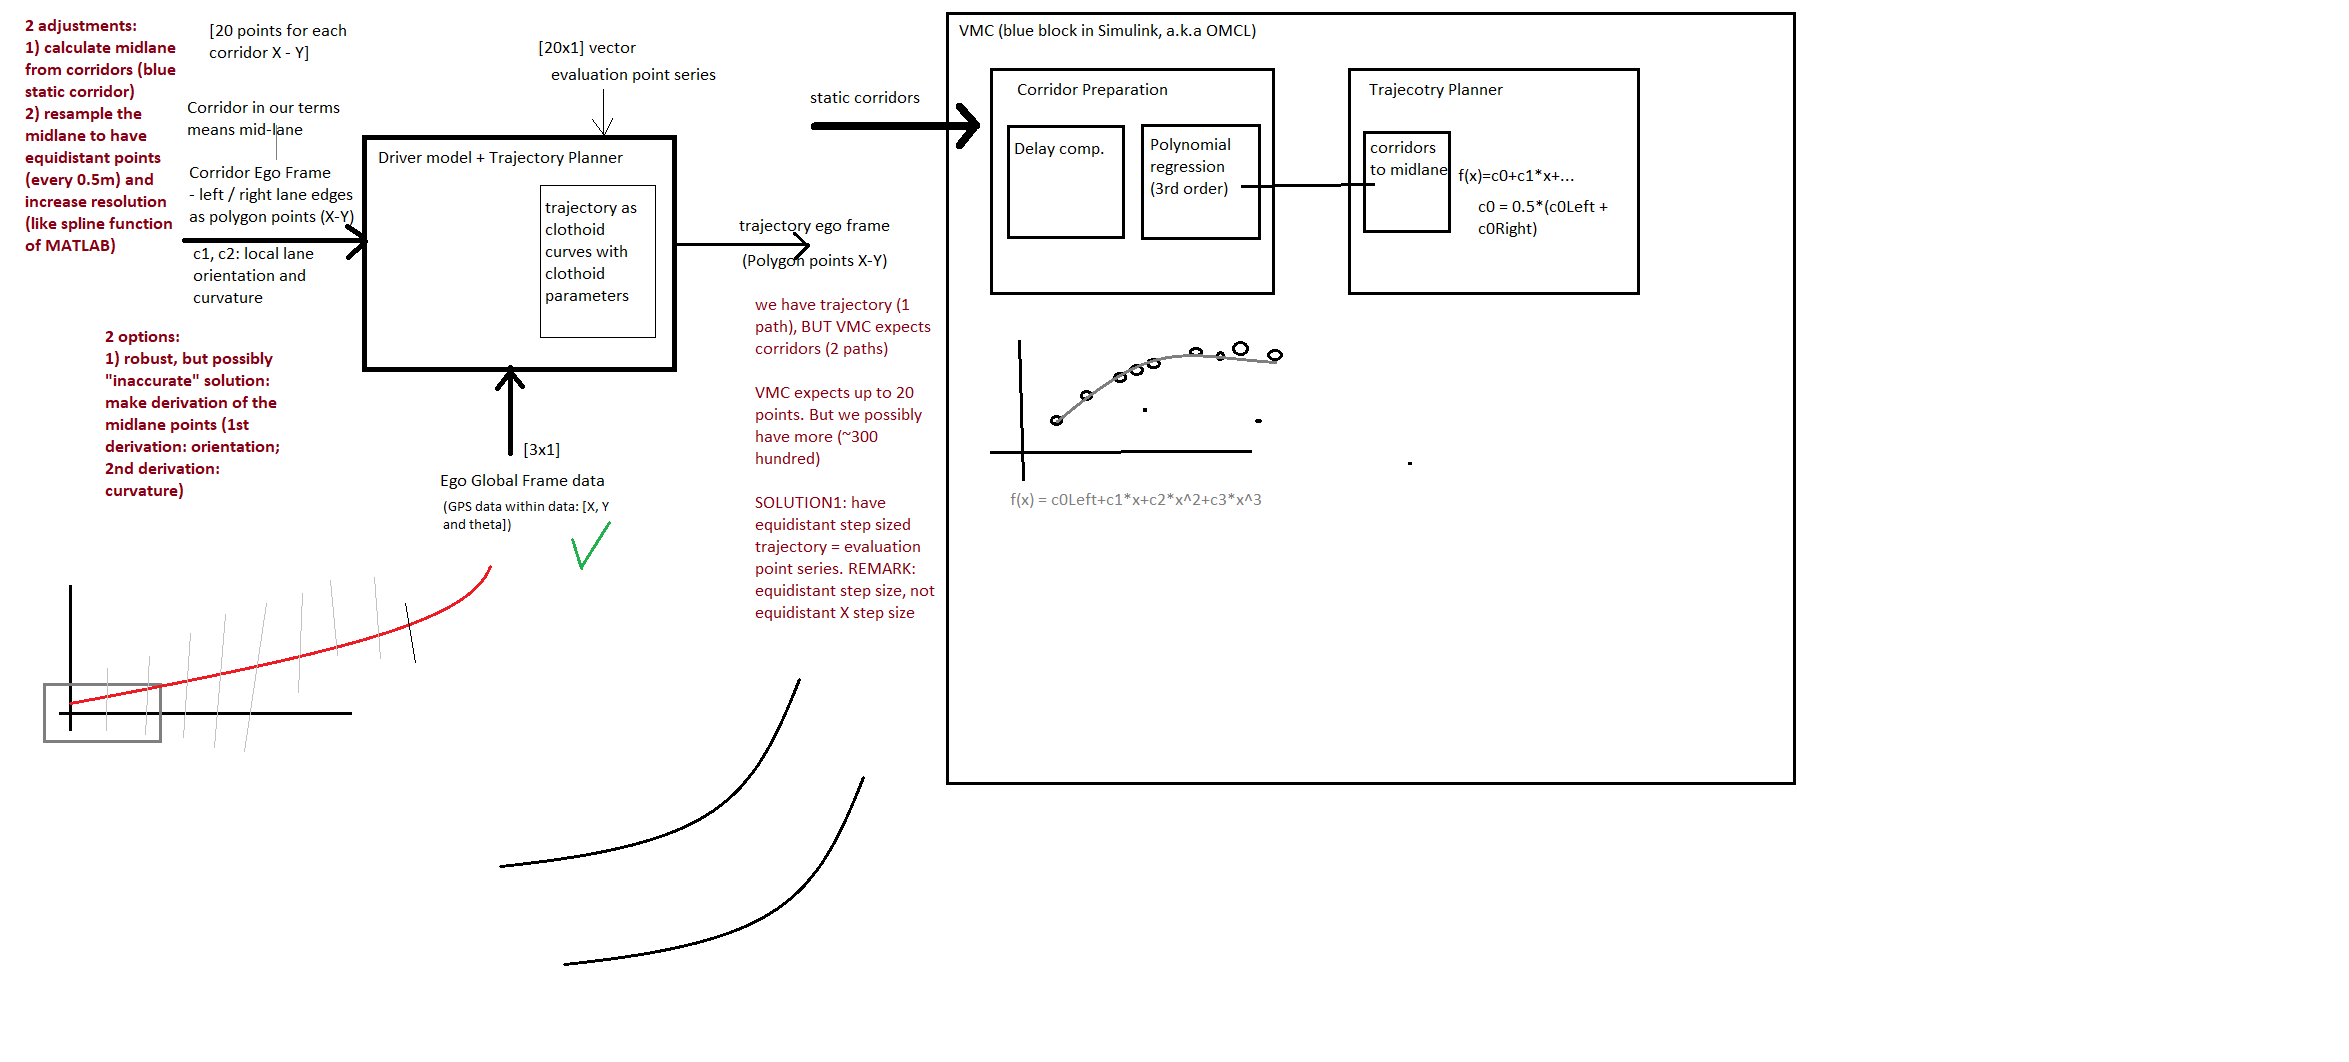 2 adjustments:
1) calculate midlane
from corridors (blue
static corridor)
2) resample the
midlane to have
equidistant points
(every 0.5m) and
increase resolution
(like spline function
of MATLAB)
[20 points for each
corridor X - Y]
Corridor in our terms
means mid-lane
Corridor Ego Frame
- left / right lane edges
as polygon points (X-Y)
c1, c2: local lane
orientation and
curvature
2 options:
1) robust, but possibly
"inaccurate" solution:
make derivation of the
midlane points (1st
derivation: orientation;
2nd derivation:
curvature)
[20x1] vector
evaluation point series
Driver model + Trajectory Planner
trajectory as
clothoid
curves with
clothoid
parameters
[3x1]
Ego Global Frame data
(GPS data within data: [X, Y
and theta])
trajectory ego frame
(Polygon points X-Y)
we have trajectory (1
path), BUT VMC expects
corridors (2 paths)
VMC expects up to 20
points. But we possibly
have more (~300
hundred)
SOLUTION1: have
equidistant step sized
trajectory = evaluation
point series. REMARK:
equidistant step size, not
equidistant X step size
static corridors
VMC (blue block in Simulink, a.k.a OMCL)
Corridor Preparation
Delay comp.
Polynomial
regression
(3rd order)
Trajecotry Planner
corridors
to midlane
f(x)=c0+c1*x+...
c0 = 0.5*(c0Left +
c0Right)
f(x) = c0Left+c1*x+c2*x^2+c3*x^3